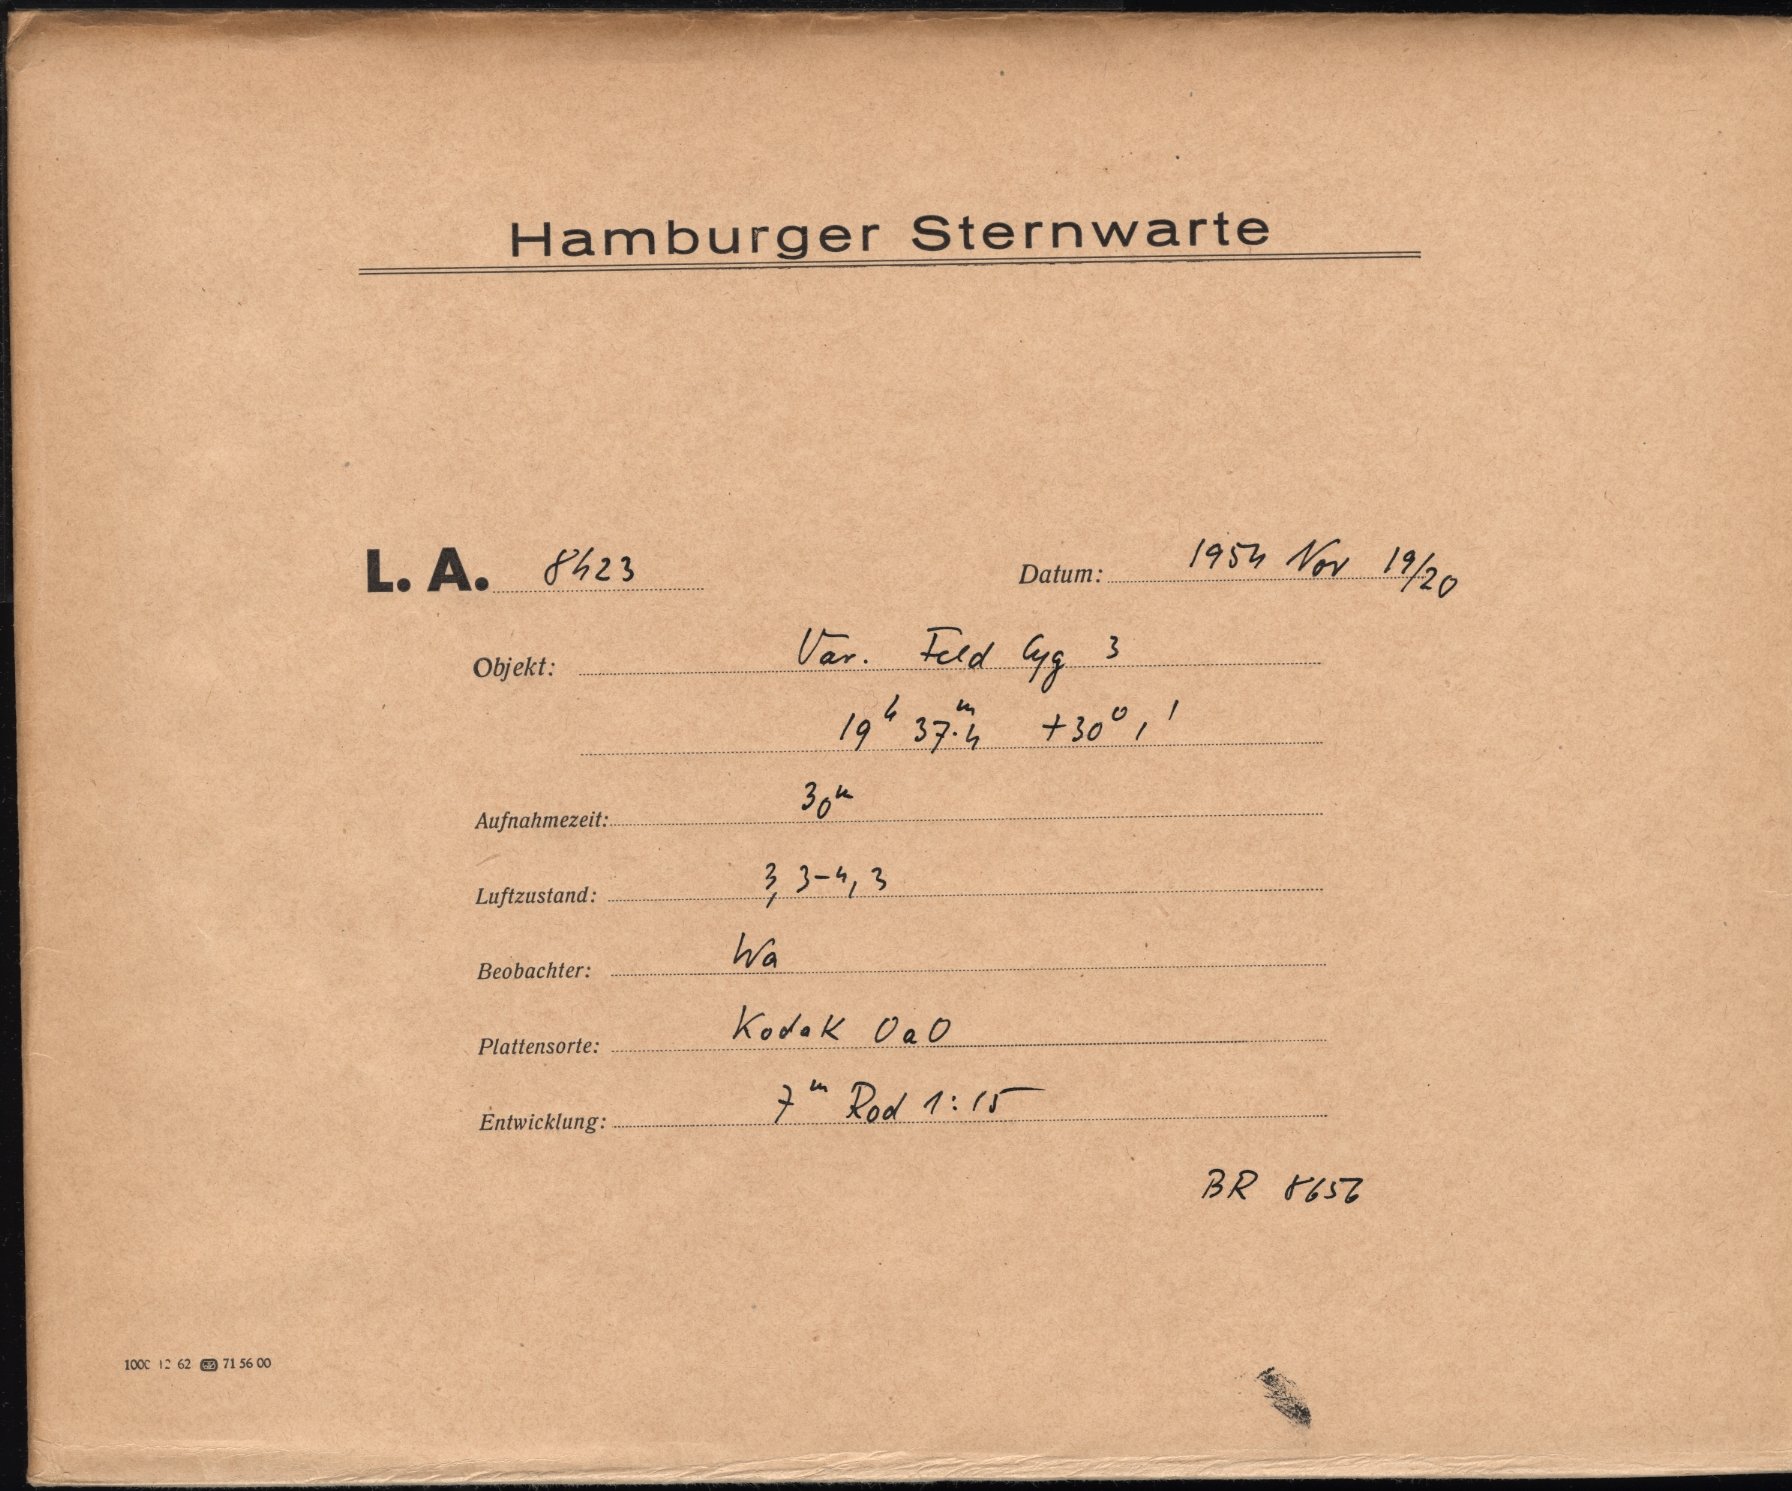 Hamburger Sternwarte
L. A. 8423 Datum: 1954 Nov 19/20
Objekt: Var. Feld Cyg 3
19ʰ 37ᵐ.4 +30° 1'
Aufnahmezeit: 30ᵐ
Luftzustand: 3, 3-4, 3
Beobachter: Wa
Plattensorte: Kodak OaO
Entwicklung: 7ᵐ Rod 1:15
BR 8656
1000 12 62 71 56 00